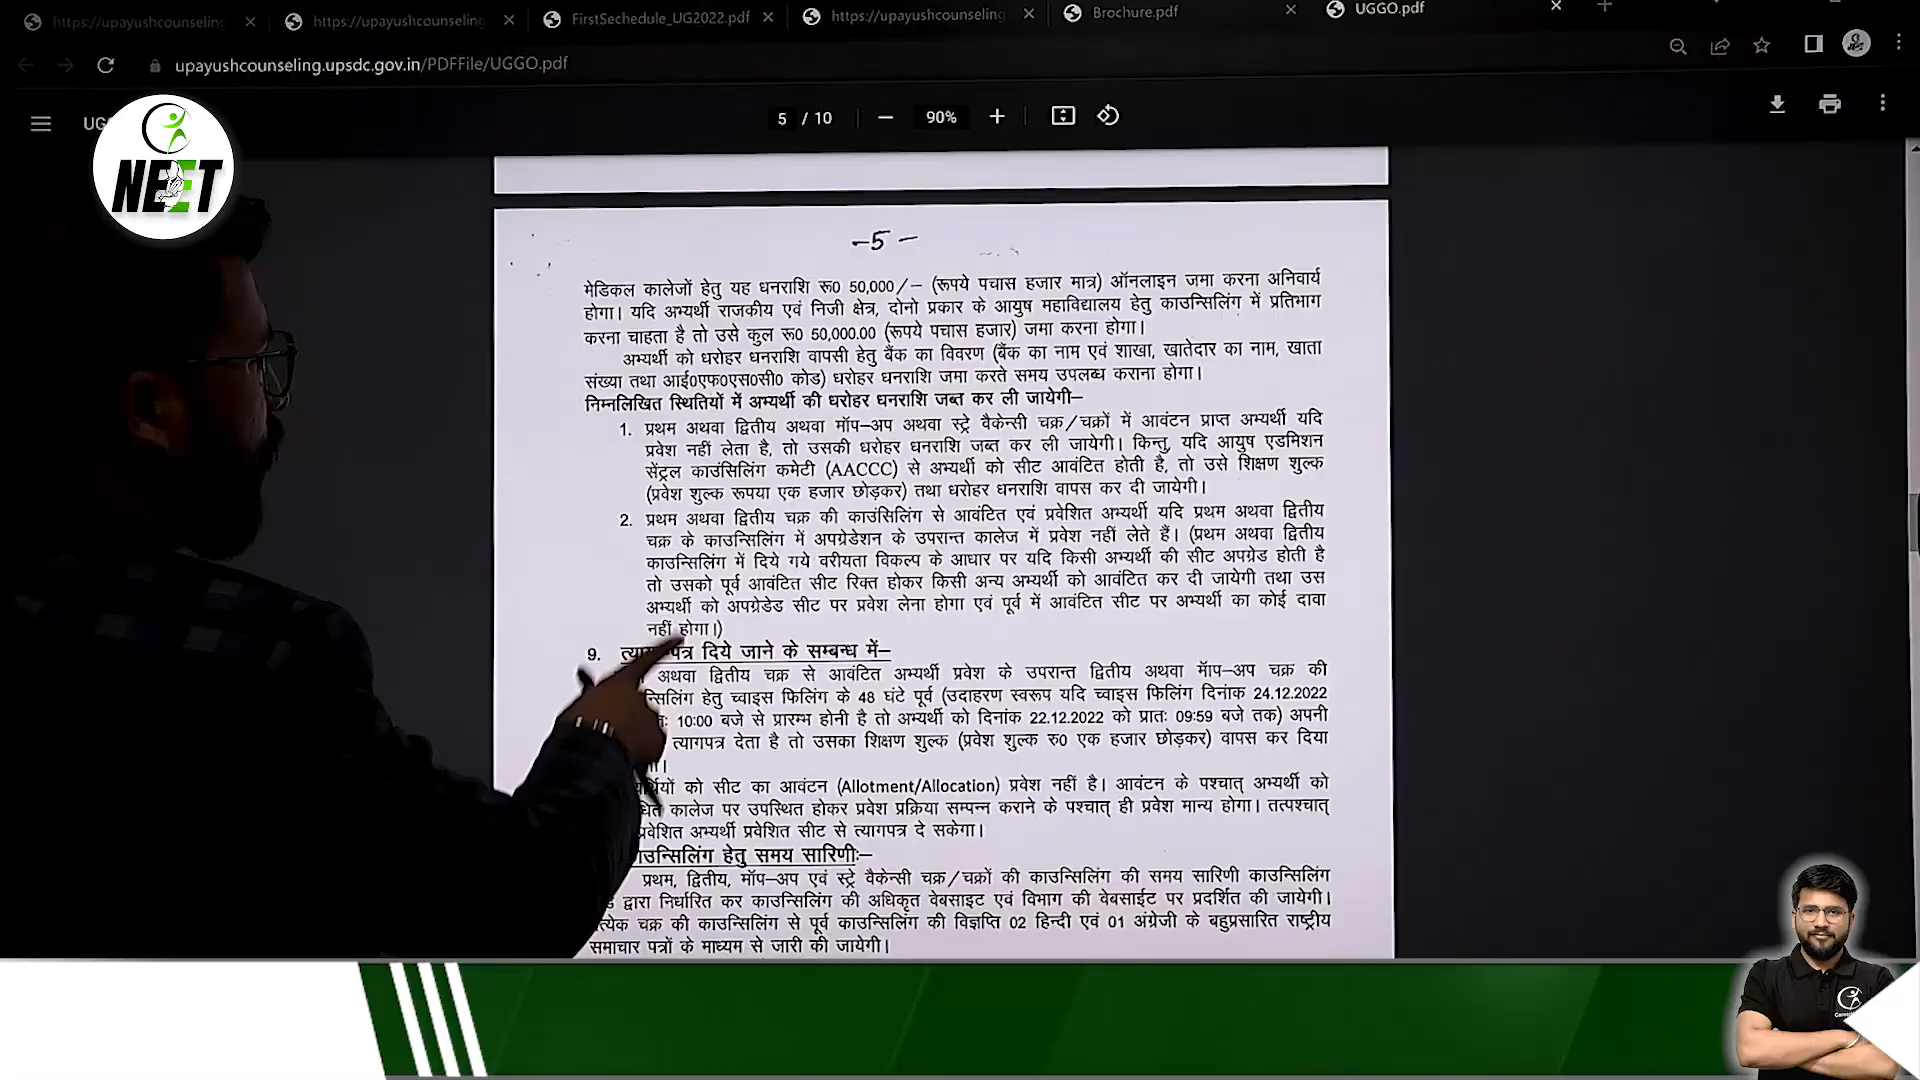 https://upayushcounseling
https://upayushcounseling
FirstSechedule_UG2022.pdf
https://upayushcounseling
Brochure.pdf
UGGO.pdf
upayushcounseling.upsdc.gov.in/PDFFile/UGGO.pdf
UG
5 / 10
90%
NEET
-5-
मेडिकल कालेजों हेतु यह धनराशि रू0 50,000/- (रूपये पचास हजार मात्र) ऑनलाइन जमा करना अनिवार्य
होगा। यदि अभ्यर्थी राजकीय एवं निजी क्षेत्र, दोनो प्रकार के आयुष महाविद्यालय हेतु काउन्सिलिंग में प्रतिभाग
करना चाहता है तो उसे कुल रू0 50,000.00 (रूपये पचास हजार) जमा करना होगा।
अभ्यर्थी को धरोहर धनराशि वापसी हेतु बैंक का विवरण (बैंक का नाम एवं शाखा, खातेदार का नाम, खाता
संख्या तथा आई0एफ0एस0सी0 कोड) धरोहर धनराशि जमा करते समय उपलब्ध कराना होगा।
निम्नलिखित स्थितियों में अभ्यर्थी की धरोहर धनराशि जब्त कर ली जायेगी-
1. प्रथम अथवा द्वितीय अथवा मॉप-अप अथवा स्ट्रे वैकेन्सी चक्र/चक्रों में आवंटन प्राप्त अभ्यर्थी यदि
प्रवेश नहीं लेता है, तो उसकी धरोहर धनराशि जब्त कर ली जायेगी। किन्तु, यदि आयुष एडमिशन
सेंट्रल काउंसिलिंग कमेटी (AACCC) से अभ्यर्थी को सीट आवंटित होती है, तो उसे शिक्षण शुल्क
(प्रवेश शुल्क रूपया एक हजार छोड़कर) तथा धरोहर धनराशि वापस कर दी जायेगी।
2. प्रथम अथवा द्वितीय चक्र की काउंसिलिंग से आवंटित एवं प्रवेशित अभ्यर्थी यदि प्रथम अथवा द्वितीय
चक्र के काउन्सिलिंग में अपग्रेडेशन के उपरान्त कालेज में प्रवेश नहीं लेते हैं। (प्रथम अथवा द्वितीय
काउन्सिलिंग में दिये गये वरीयता विकल्प के आधार पर यदि किसी अभ्यर्थी की सीट अपग्रेड होती है
तो उसको पूर्व आवंटित सीट रिक्त होकर किसी अन्य अभ्यर्थी को आवंटित कर दी जायेगी तथा उस
अभ्यर्थी को अपग्रेडेड सीट पर प्रवेश लेना होगा एवं पूर्व में आवंटित सीट पर अभ्यर्थी का कोई दावा
नहीं होगा।)
9. पत्र दिये जाने के सम्बन्ध में-
अथवा द्वितीय चक्र से आवंटित अभ्यर्थी प्रवेश के उपरान्त द्वितीय अथवा मॅाप-अप चक्र की
न्सिलिंग हेतु च्वाइस फिलिंग के 48 घंटे पूर्व (उदाहरण स्वरूप यदि च्वाइस फिलिंग दिनांक 24.12.2022
10:00 बजे से प्रारम्भ होनी है तो अभ्यर्थी को दिनांक 22.12.2022 को प्रातः 09:59 बजे तक) अपनी
त्यागपत्र देता है तो उसका शिक्षण शुल्क (प्रवेश शुल्क रु0 एक हजार छोड़कर) वापस कर दिया
र्थियों को सीट का आवंटन (Allotment/Allocation) प्रवेश नहीं है। आवंटन के पश्चात् अभ्यर्थी को
कालेज पर उपस्थित होकर प्रवेश प्रक्रिया सम्पन्न कराने के पश्चात् ही प्रवेश मान्य होगा। तत्पश्चात्
प्रवेशित अभ्यर्थी प्रवेशित सीट से त्यागपत्र दे सकेगा।
उन्सिलिंग हेतु समय सारिणीः-
प्रथम, द्वितीय, मॉप-अप एवं स्ट्रे वैकेन्सी चक्र/चक्रों की काउन्सिलिंग की समय सारिणी काउन्सिलिंग
द्वारा निर्धारित कर काउन्सिलिंग की अधिकृत वेबसाइट एवं विभाग की वेबसाईट पर प्रदर्शित की जायेगी।
त्येक चक्र की काउन्सिलिंग से पूर्व काउन्सिलिंग की विज्ञप्ति 02 हिन्दी एवं 01 अंग्रेजी के बहुप्रसारित राष्ट्रीय
समाचार पत्रों के माध्यम से जारी की जायेगी।